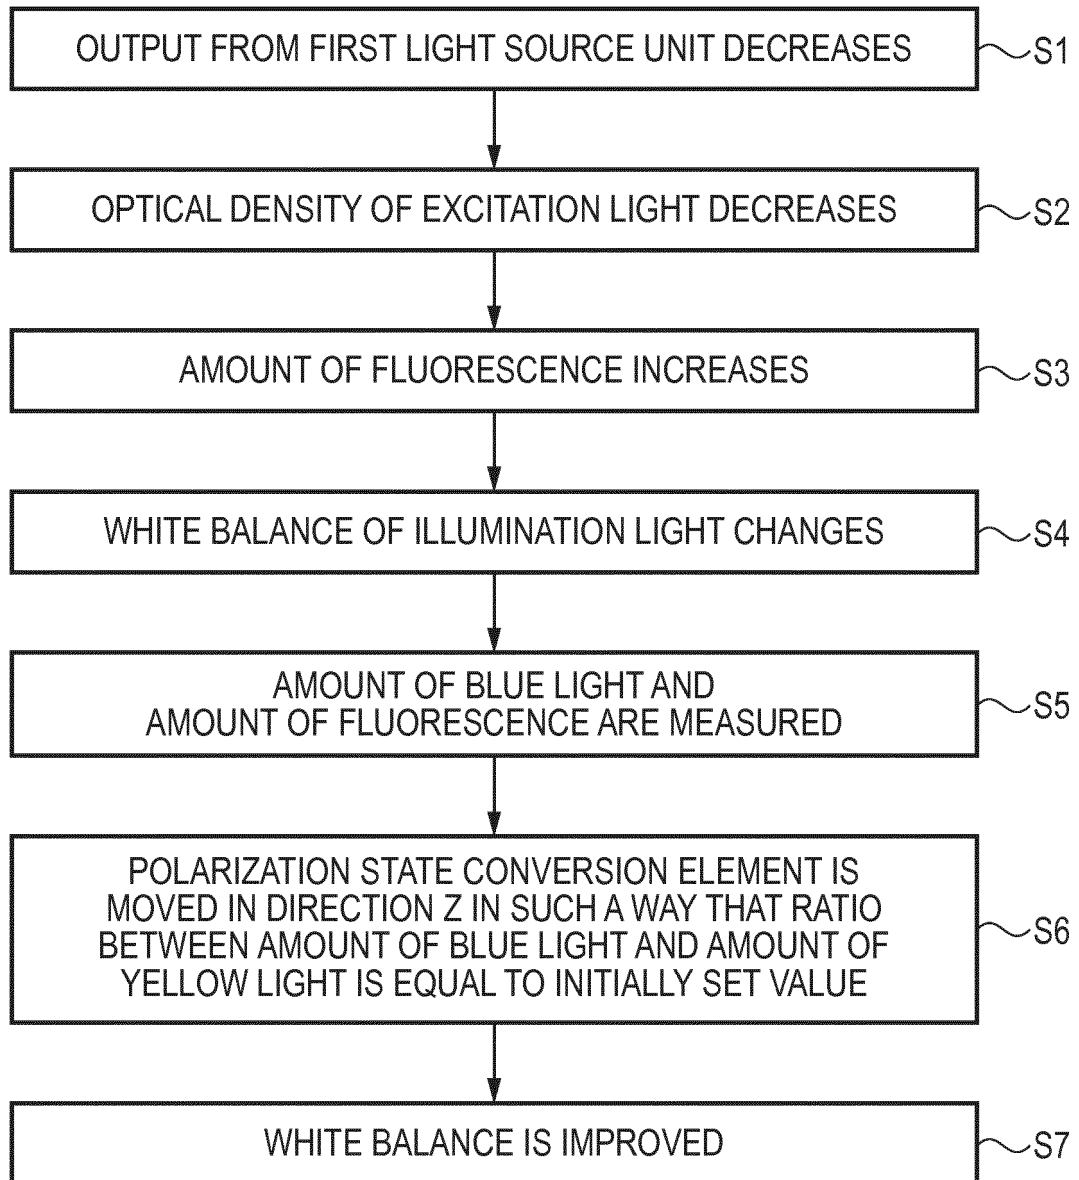 OUTPUT FROM FIRST LIGHT SOURCE UNIT DECREASES
S1
OPTICAL DENSITY OF EXCITATION LIGHT DECREASES
S2
AMOUNT OF FLUORESCENCE INCREASES
S3
WHITE BALANCE OF ILLUMINATION LIGHT CHANGES
S4
AMOUNT OF BLUE LIGHT AND
AMOUNT OF FLUORESCENCE ARE MEASURED
S5
POLARIZATION STATE CONVERSION ELEMENT IS
MOVED IN DIRECTION Z IN SUCH A WAY THAT RATIO
BETWEEN AMOUNT OF BLUE LIGHT AND AMOUNT OF
YELLOW LIGHT IS EQUAL TO INITIALLY SET VALUE
S6
WHITE BALANCE IS IMPROVED
S7